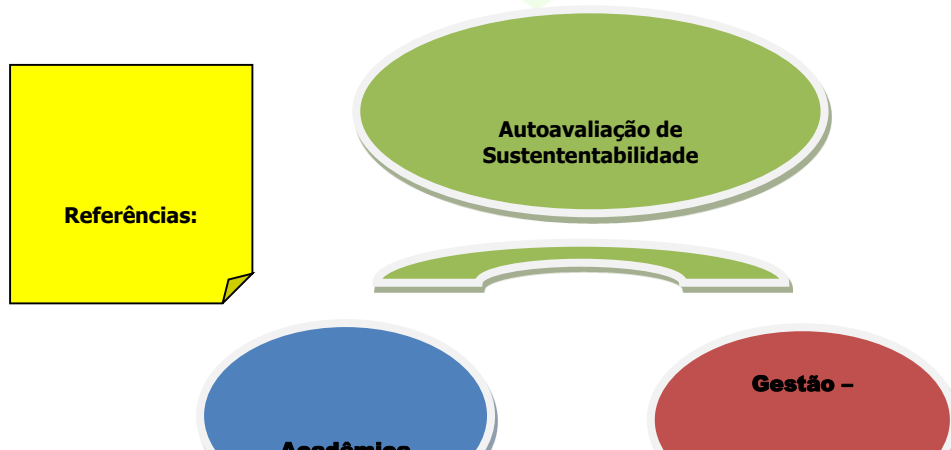 Autoavaliação de
Sustententabilidade
Referências:
Gestão –